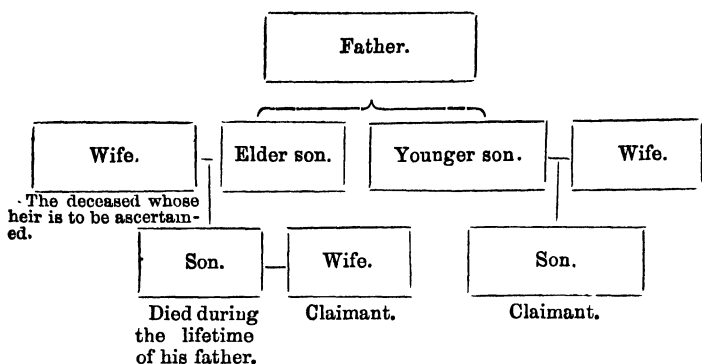 Father.
Wife. Elder son. Younger son. Wife.
The deceased whose
heir is to be ascertain-
ed.
Son. Wife. Son.
Died during Claimant. Claimant.
the lifetime
of his father.